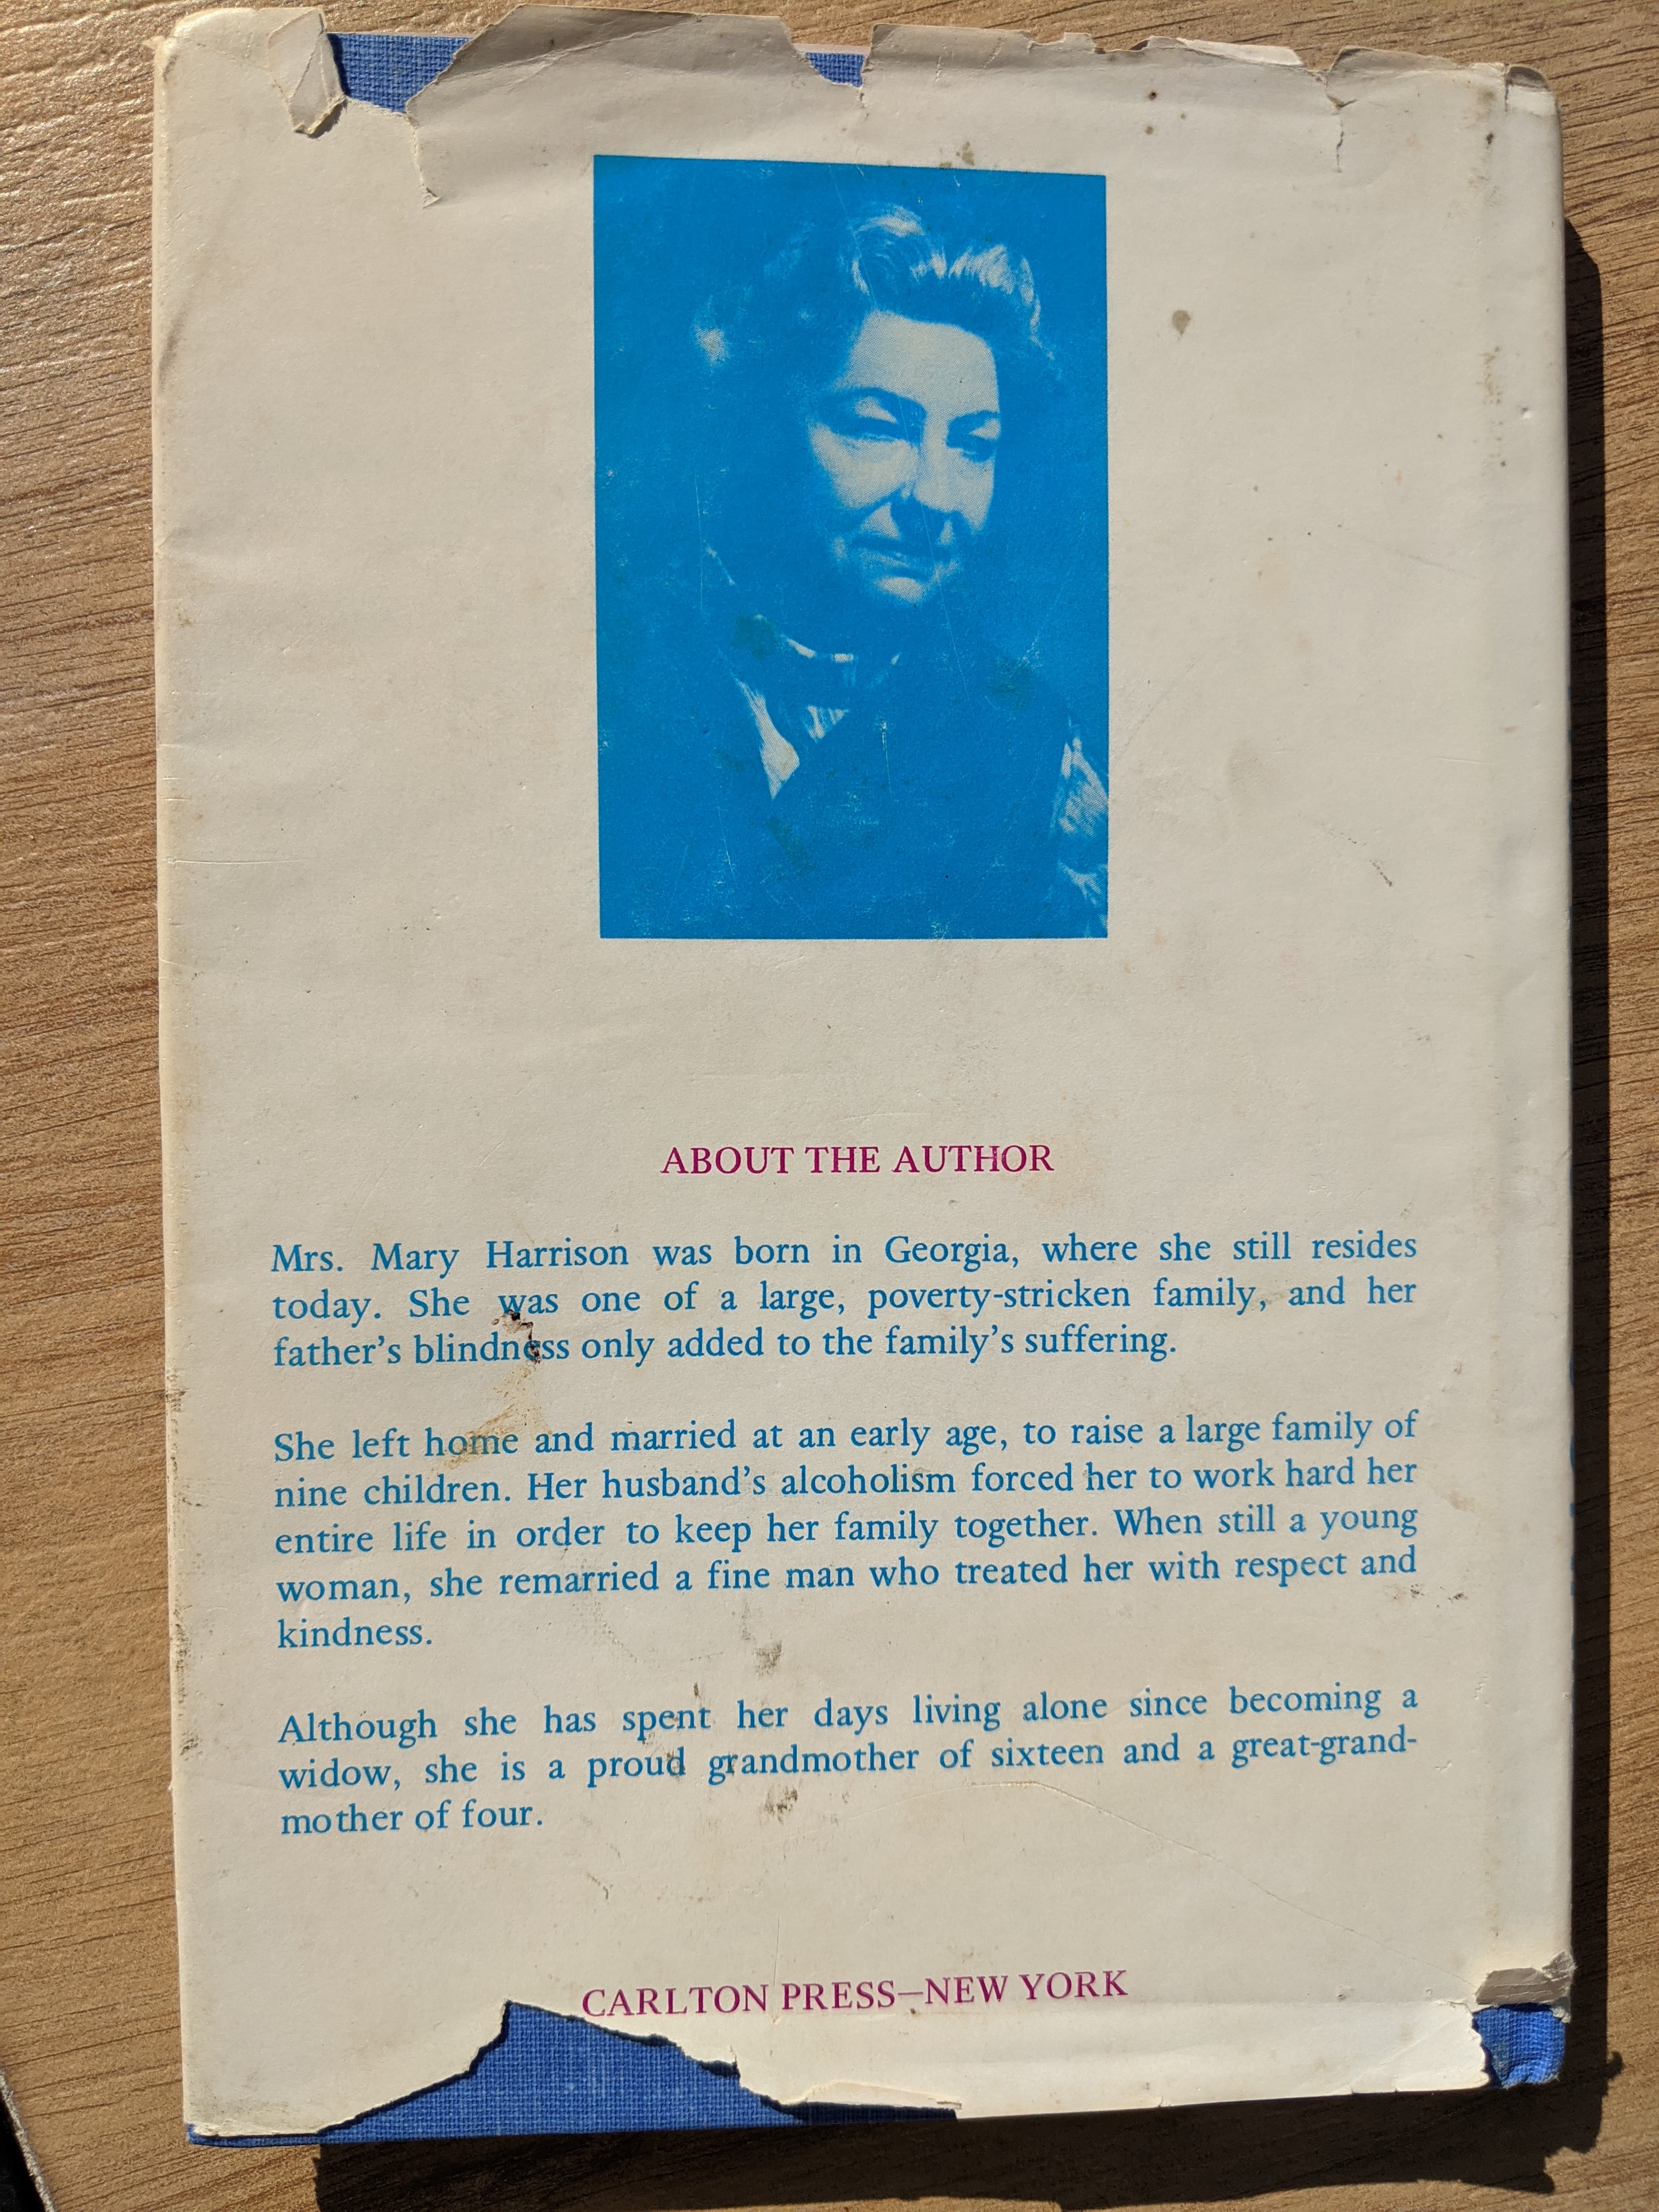 ABOUT THE AUTHOR
Mrs. Mary Harrison was born in Georgia, where she still resides
today. She was one of a large, poverty-stricken family, and her
father's blindness only added to the family's suffering.
She left home and married at an early age, to raise a large family of
nine children. Her husband's alcoholism forced her to work hard her
entire life in order to keep her family together. When still a young
woman, she remarried a fine man who treated her with respect and
kindness.
Although she has spent her days living alone since becoming a
widow, she is a proud grandmother of sixteen and a great-grand-
mother of four.
CARLTON PRESS—NEW YORK